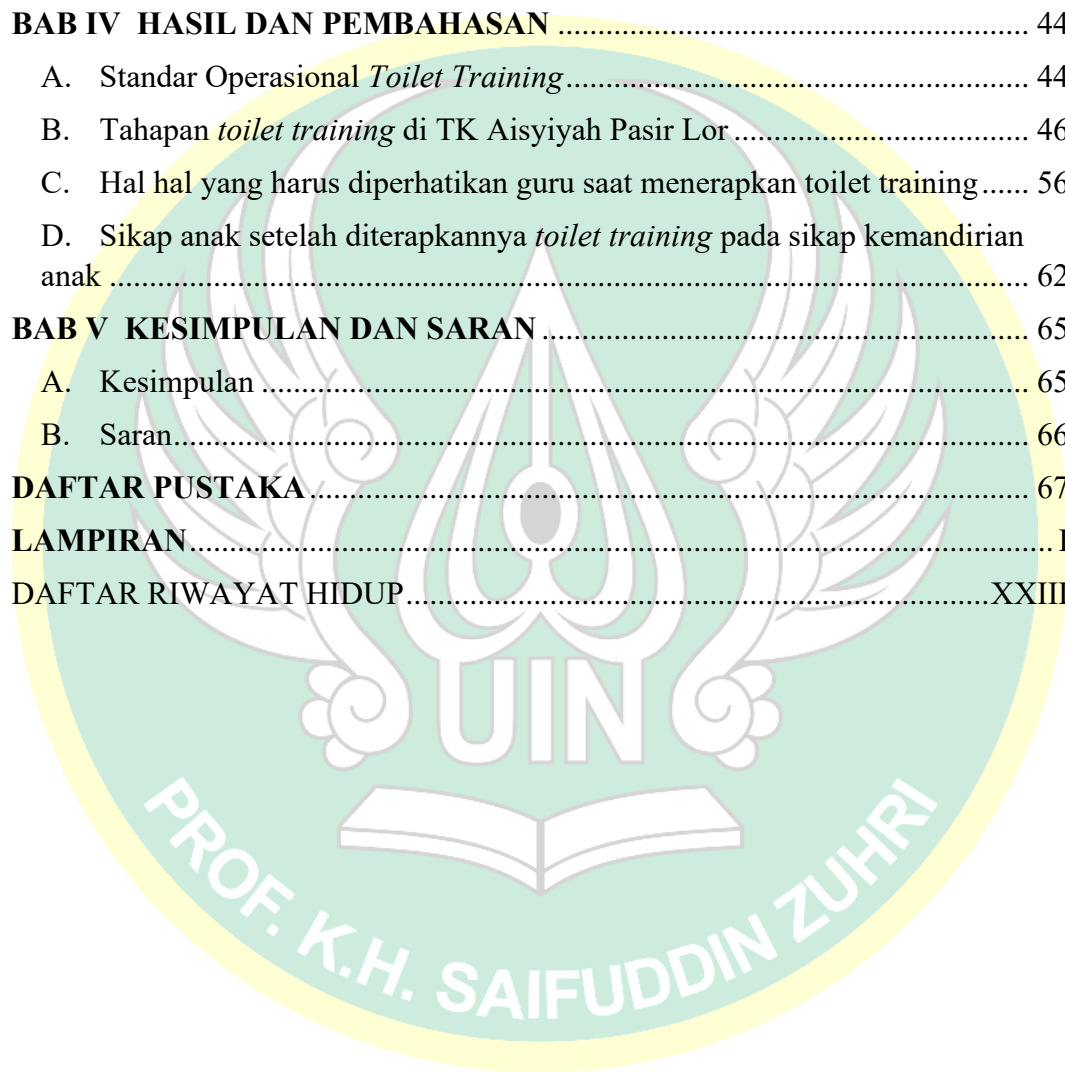 BAB IV HASIL DAN PEMBAHASAN ............................................................ 44
A. Standar Operasional Toilet Training ........................................................... 44
B. Tahapan toilet training di TK Aisyiyah Pasir Lor ...................................... 46
C. Hal hal yang harus diperhatikan guru saat menerapkan toilet training ...... 56
D. Sikap anak setelah diterapkannya toilet training pada sikap kemandirian
anak .................................................................................................................... 62
BAB V KESIMPULAN DAN SARAN .............................................................. 65
A. Kesimpulan .................................................................................................. 65
B. Saran ............................................................................................................. 66
DAFTAR PUSTAKA ........................................................................................... 67
LAMPIRAN ............................................................................................................. I
DAFTAR RIWAYAT HIDUP .......................................................................... XXIII
UIN
PROF. K.H. SAIFUDDIN ZUHRI